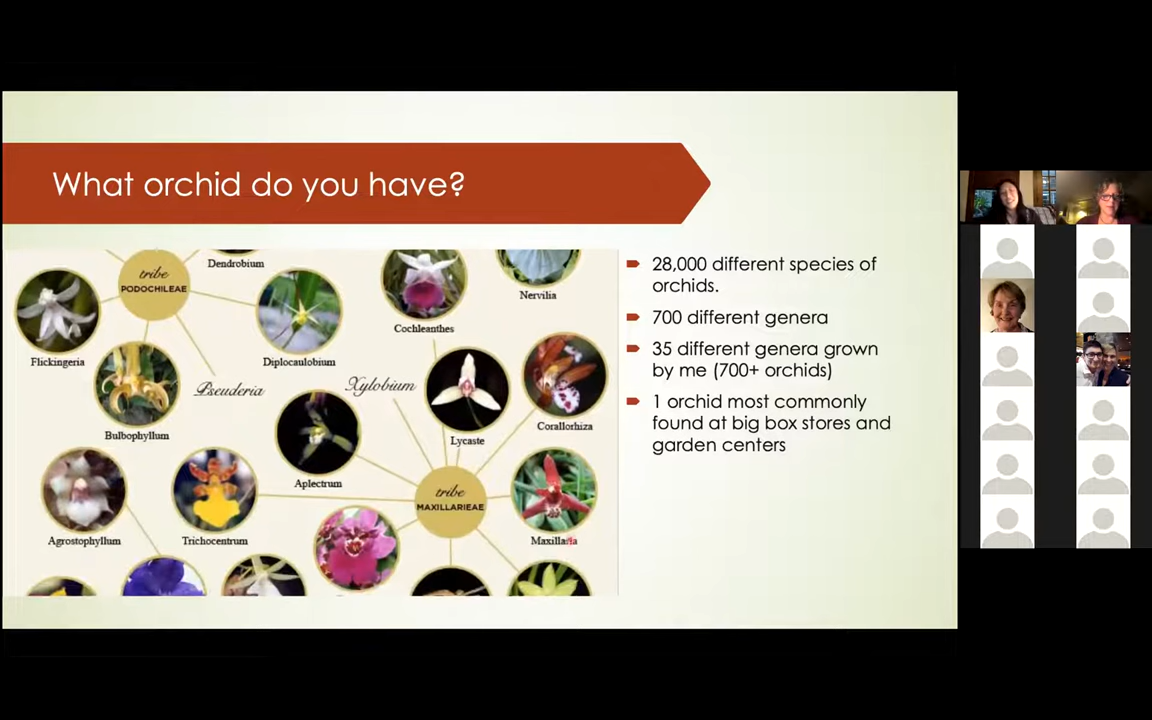 What orchid do you have?
tribe
PODOCHILEAE
Dendrobium
Nervilia
Cochleanthes
Flickingeria
Diplocaulobium
Pseuderia
Xylobium
Bulbophyllum
Lycaste
Corallorhiza
Aplectrum
tribe
MAXILLARIEAE
Agrostophyllum
Trichocentrum
Maxillaria
28,000 different species of
orchids.
700 different genera
35 different genera grown
by me (700+ orchids)
1 orchid most commonly
found at big box stores and
garden centers